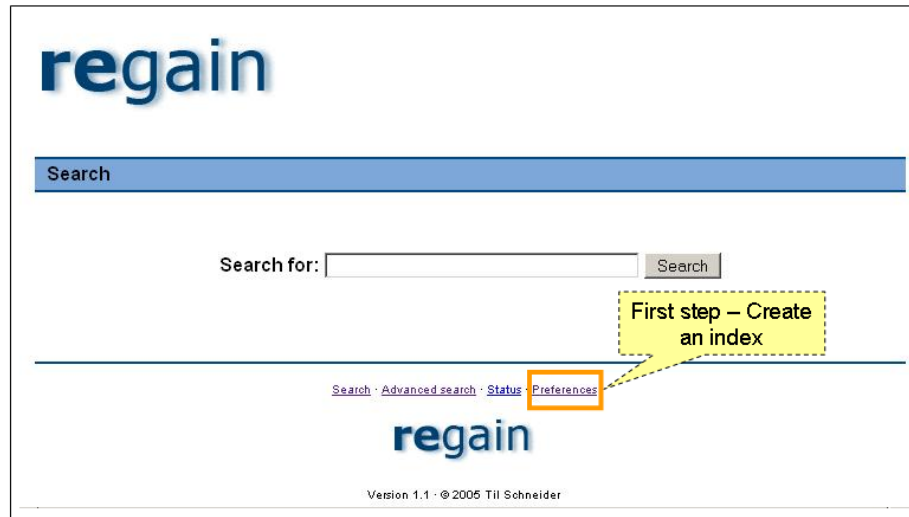 regain
Search
Search for: Search
First step – Create
an index
Search · Advanced search · Status · Preferences
regain
Version 1.1 · © 2005 Til Schneider